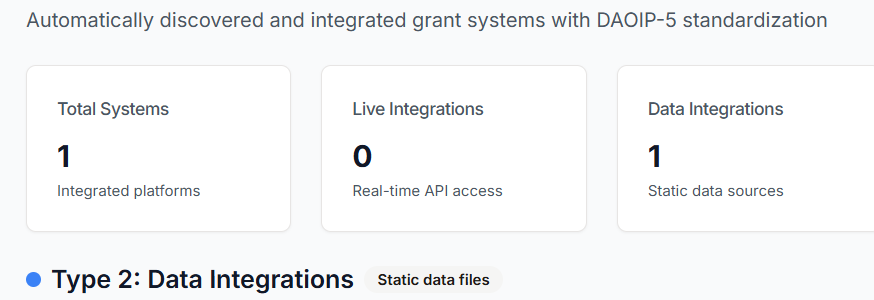 Automatically discovered and integrated grant systems with DAOIP-5 standardization
Total Systems
1
Integrated platforms
Live Integrations
0
Real-time API access
Data Integrations
1
Static data sources
Type 2: Data Integrations
Static data files